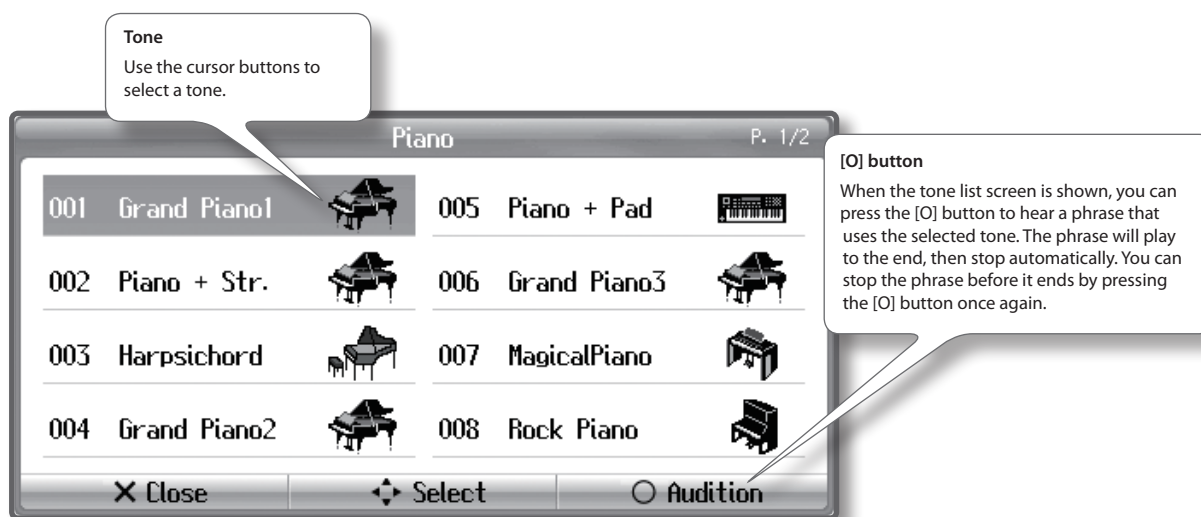 Tone
Use the cursor buttons to
select a tone.
Piano
P. 1/2
001 Grand Piano1
002 Piano + Str.
003 Harpsichord
004 Grand Piano2
005 Piano + Pad
006 Grand Piano3
007 MagicalPiano
008 Rock Piano
[O] button
When the tone list screen is shown, you can
press the [O] button to hear a phrase that
uses the selected tone. The phrase will play
to the end, then stop automatically. You can
stop the phrase before it ends by pressing
the [O] button once again.
Close
Select
Audition